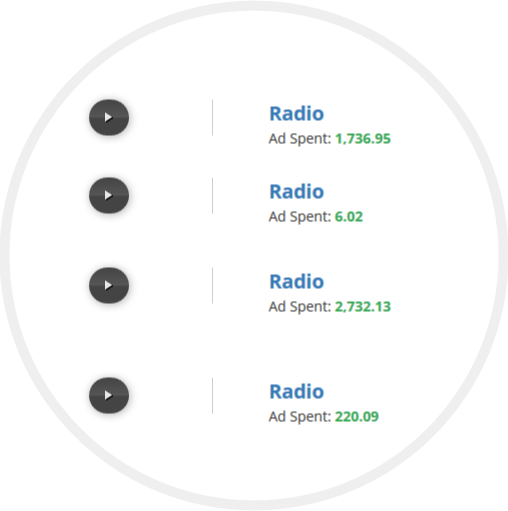 Radio
Ad Spent: 1,736.95
Radio
Ad Spent: 6.02
Radio
Ad Spent: 2,732.13
Radio
Ad Spent: 220.09